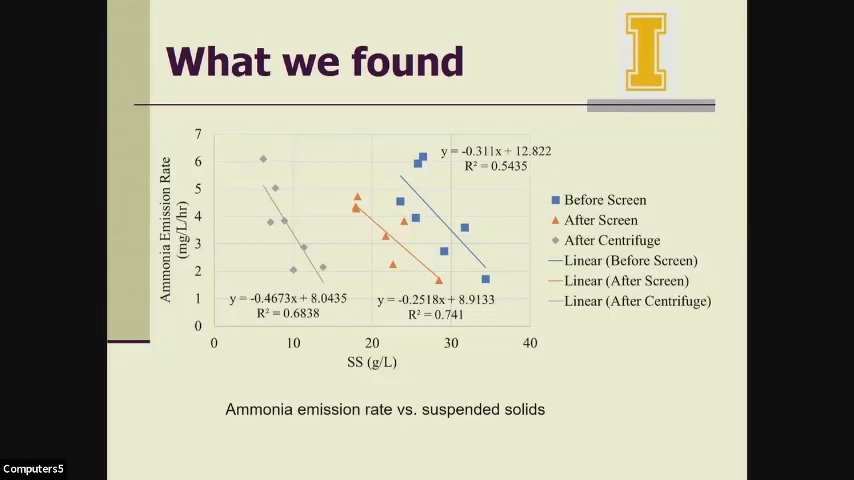 What we found
I
Ammonia Emission Rate
(mg/L/hr)
7
6
5
4
3
2
1
0
0 10 20 30 40
SS (g/L)
y = -0.311x + 12.822
R² = 0.5435
y = -0.4673x + 8.0435
R² = 0.6838
y = -0.2518x + 8.9133
R² = 0.741
Before Screen
After Screen
After Centrifuge
Linear (Before Screen)
Linear (After Screen)
Linear (After Centrifuge)
Ammonia emission rate vs. suspended solids
Computers5